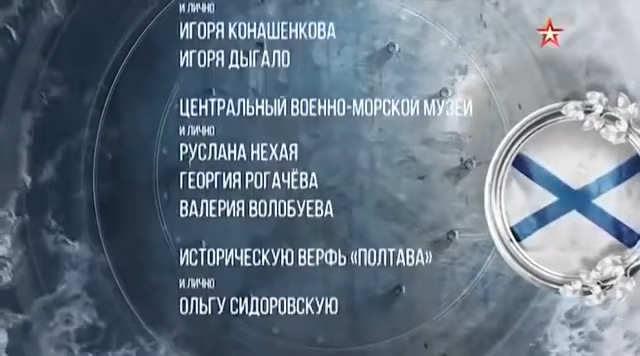 И ЛИЧНО
ИГОРЯ КОНАШЕНКОВА
ИГОРЯ ДЫГАЛО
ЦЕНТРАЛЬНЫЙ ВОЕННО-МОРСКОЙ МУЗЕЙ
И ЛИЧНО
РУСЛАНА НЕХАЯ
ГЕОРГИЯ РОГАЧЁВА
ВАЛЕРИЯ ВОЛОБУЕВА
ИСТОРИЧЕСКУЮ ВЕРФЬ «ПОЛТАВА»
И ЛИЧНО
ОЛЬГУ СИДОРОВСКУЮ